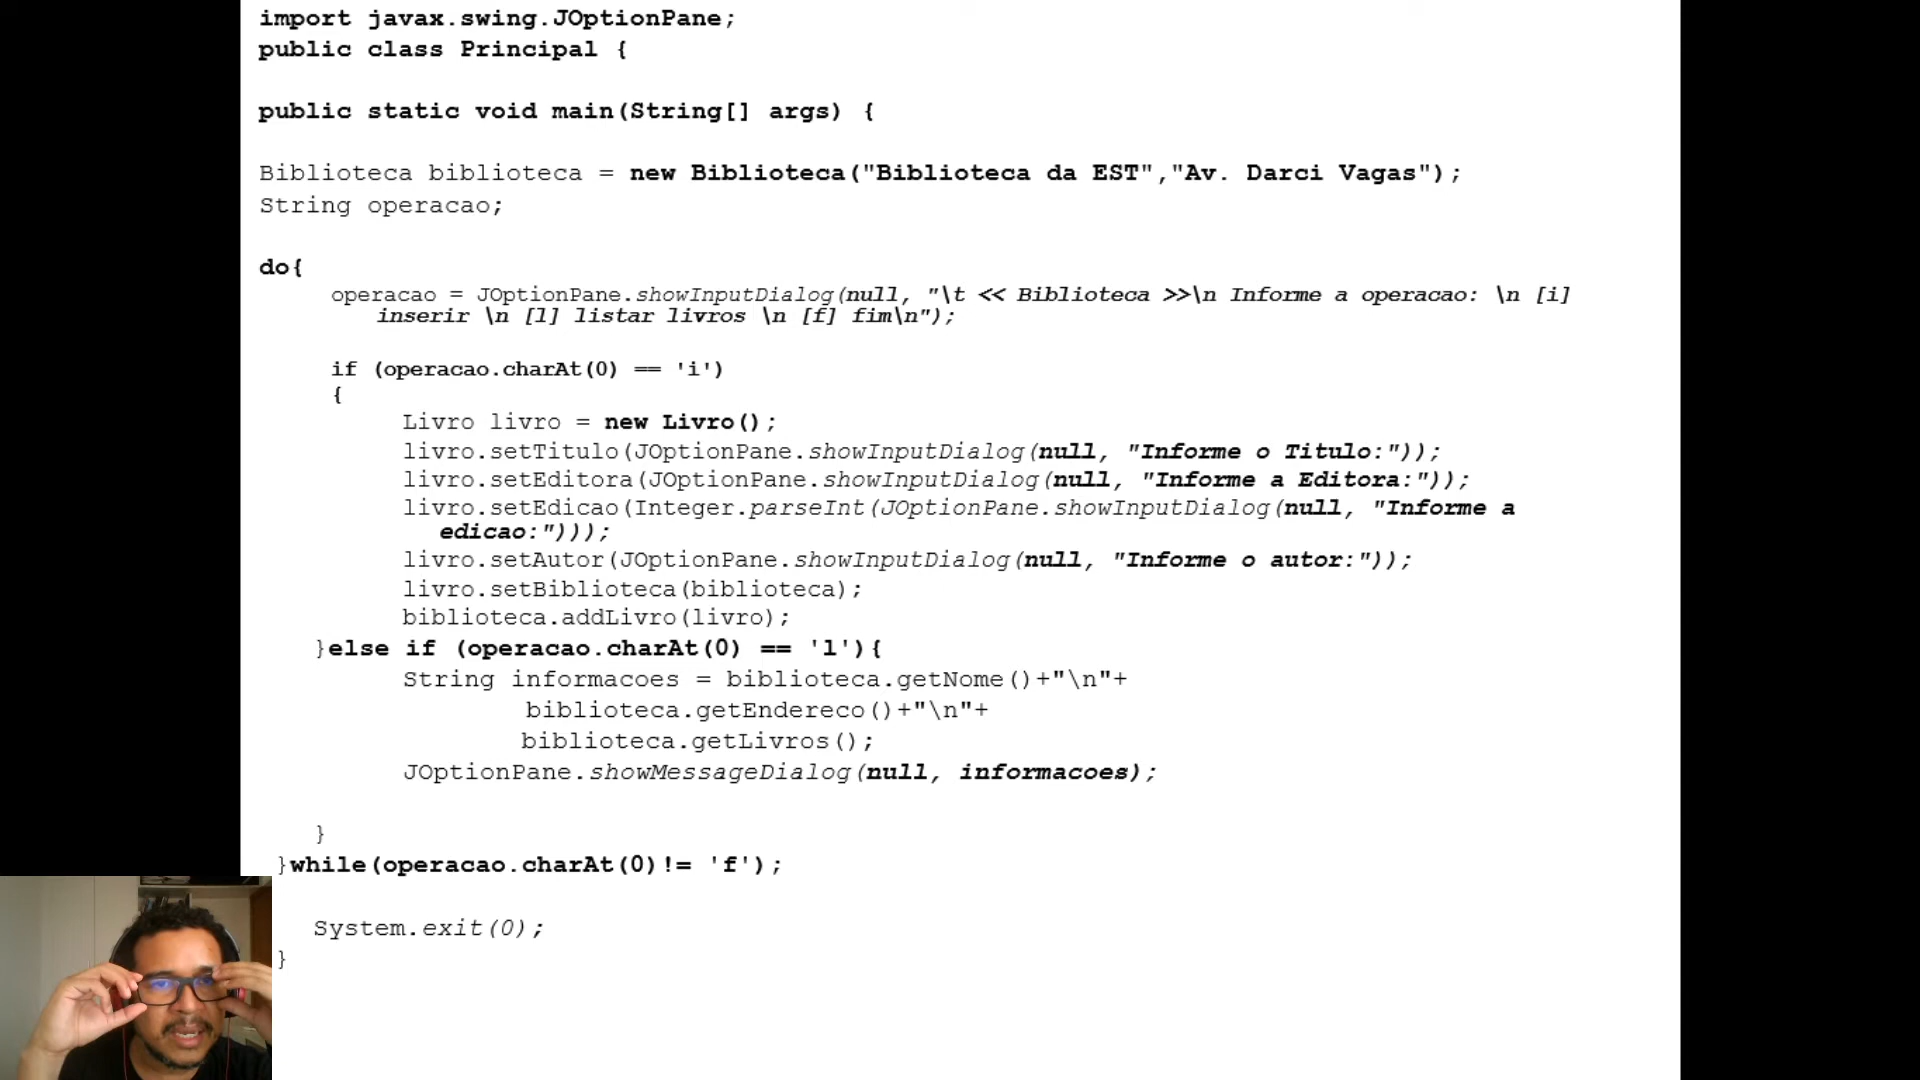 import javax.swing.JOptionPane;
public class Principal {
public static void main(String[] args) {
Biblioteca biblioteca = new Biblioteca("Biblioteca da EST","Av. Darci Vagas");
String operacao;
do{
operacao = JOptionPane.showInputDialog(null, "\t << Biblioteca >>\n Informe a operacao: \n [i]
inserir \n [l] listar livros \n [f] fim\n");
if (operacao.charAt(0) == 'i')
{
Livro livro = new Livro();
livro.setTitulo(JOptionPane.showInputDialog(null, "Informe o Titulo:"));
livro.setEditora(JOptionPane.showInputDialog(null, "Informe a Editora:"));
livro.setEdicao(Integer.parseInt(JOptionPane.showInputDialog(null, "Informe a
edicao:")));
livro.setAutor(JOptionPane.showInputDialog(null, "Informe o autor:"));
livro.setBiblioteca(biblioteca);
biblioteca.addLivro(livro);
}else if (operacao.charAt(0) == 'l'){
String informacoes = biblioteca.getNome()+"\n"+
biblioteca.getEndereco()+"\n"+
biblioteca.getLivros();
JOptionPane.showMessageDialog(null, informacoes);
}
}while(operacao.charAt(0)!= 'f');
System.exit(0);
}